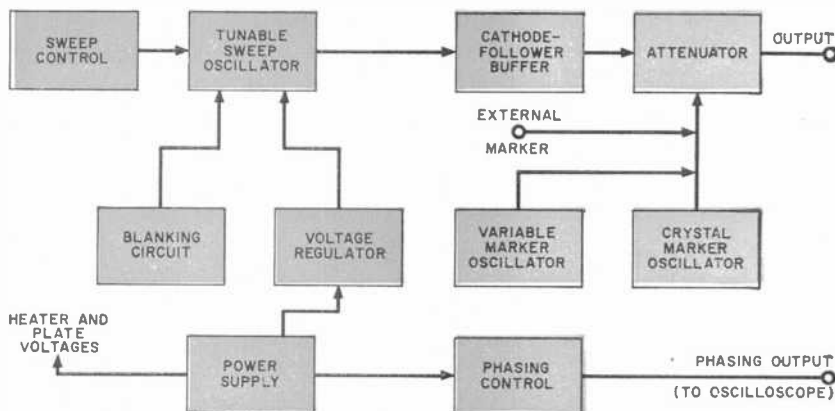 SWEEP
CONTROL
TUNABLE
SWEEP
OSCILLATOR
CATHODE-
FOLLOWER
BUFFER
ATTENUATOR
OUTPUT
EXTERNAL
MARKER
BLANKING
CIRCUIT
VOLTAGE
REGULATOR
VARIABLE
MARKER
OSCILLATOR
CRYSTAL
MARKER
OSCILLATOR
HEATER AND
PLATE
VOLTAGES
POWER
SUPPLY
PHASING
CONTROL
PHASING OUTPUT
(TO OSCILLOSCOPE)